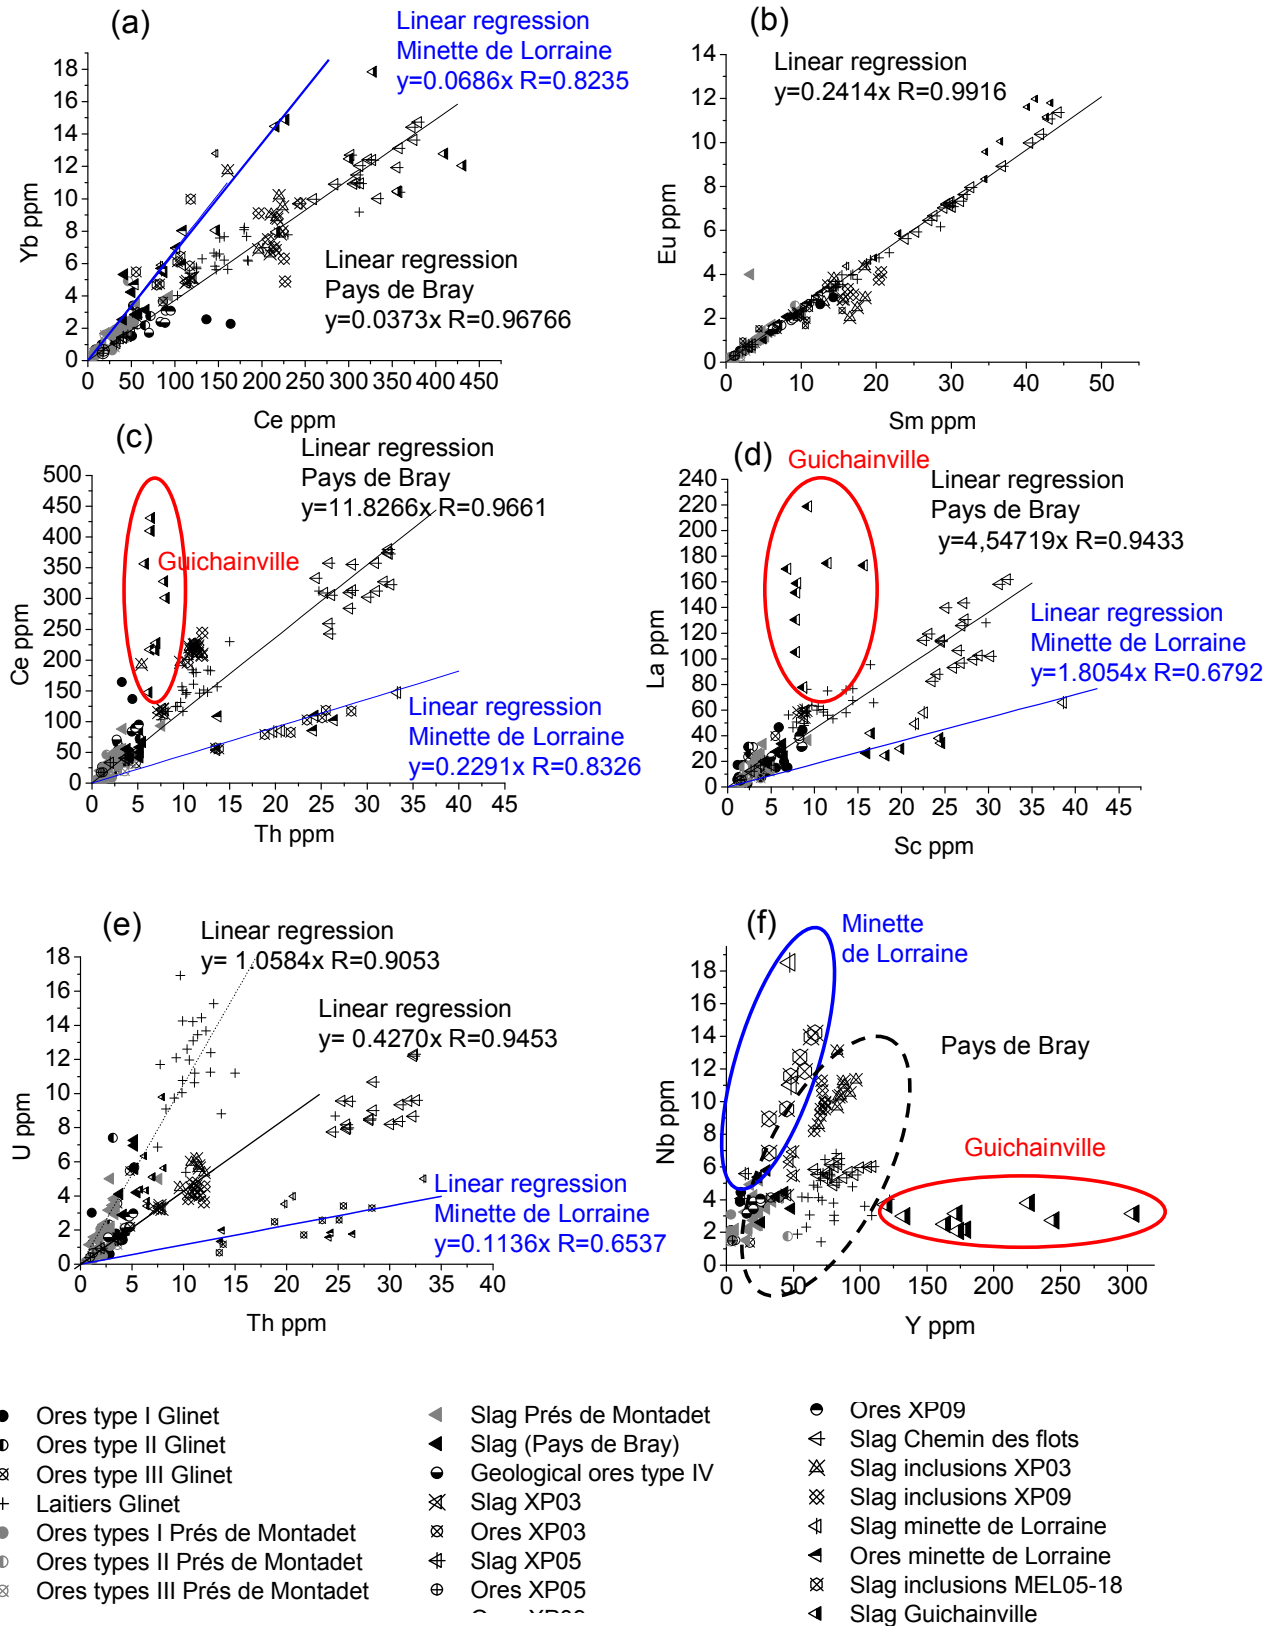 (a)
Linear regression
Minette de Lorraine
y=0.0686x R=0.8235
18
16
14
12
10
8
6
4
2
0
Yb ppm
Linear regression
Pays de Bray
y=0.0373x R=0.96766
0 50 100 150 200 250 300 350 400 450
Ce ppm
(b)
Linear regression
y=0.2414x R=0.9916
14
12
10
8
6
4
2
0
Eu ppm
0 10 20 30 40 50
Sm ppm
(c)
Linear regression
Pays de Bray
y=11.8266x R=0.9661
500
450
400
350
300
250
200
150
100
50
0
Ce ppm
Guichainville
Linear regression
Minette de Lorraine
y=0.2291x R=0.8326
0 5 10 15 20 25 30 35 40 45
Th ppm
(d)
Guichainville
Linear regression
Pays de Bray
y=4,54719x R=0.9433
240
220
200
180
160
140
120
100
80
60
40
20
0
La ppm
Linear regression
Minette de Lorraine
y=1.8054x R=0.6792
0 5 10 15 20 25 30 35 40 45
Sc ppm
(e)
Linear regression
y= 1.0584x R=0.9053
Linear regression
y= 0.4270x R=0.9453
18
16
14
12
10
8
6
4
2
0
U ppm
Linear regression
Minette de Lorraine
y=0.1136x R=0.6537
0 5 10 15 20 25 30 35 40
Th ppm
(f)
Minette
de Lorraine
Pays de Bray
Guichainville
18
16
14
12
10
8
6
4
2
0
Nb ppm
0 50 100 150 200 250 300
Y ppm
Ores type I Glinet
Ores type II Glinet
Ores type III Glinet
Laitiers Glinet
Ores types I Prés de Montadet
Ores types II Prés de Montadet
Ores types III Prés de Montadet
Slag Prés de Montadet
Slag (Pays de Bray)
Geological ores type IV
Slag XP03
Ores XP03
Slag XP05
Ores XP05
Ores XP09
Slag Chemin des flots
Slag inclusions XP03
Slag inclusions XP09
Slag minette de Lorraine
Ores minette de Lorraine
Slag inclusions MEL05-18
Slag Guichainville